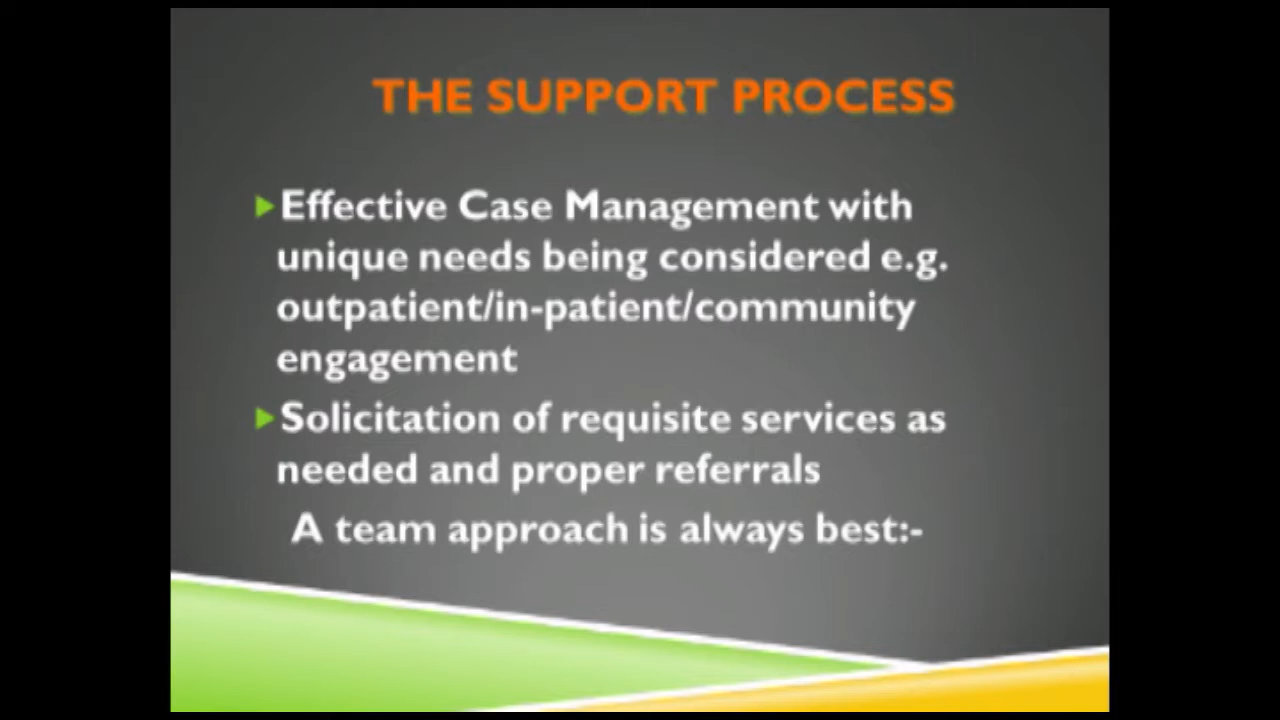 THE SUPPORT PROCESS
Effective Case Management with
unique needs being considered e.g.
outpatient/in-patient/community
engagement
Solicitation of requisite services as
needed and proper referrals
A team approach is always best:-